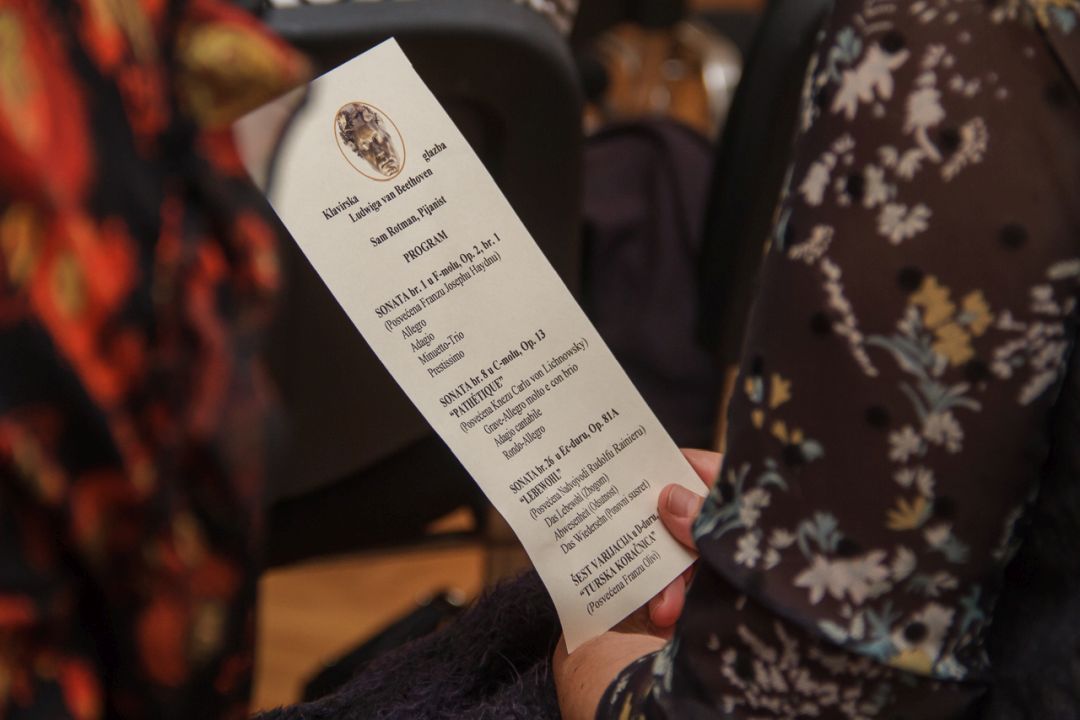 Klavirska glazba
Ludwiga van Beethoven
Sam Rotman, Pijanist
PROGRAM
SONATA br. 1 u F-molu, Op. 2, br. 1
(Posvećena Franzu Josephu Haydnu)
Allegro
Adagio
Minuetto-Trio
Prestissimo
SONATA br. 8 u C-molu, Op. 13
“PATHÉTIQUE”
(Posvećena Knezu Carlu von Lichnowsky)
Grave-Allegro molto e con brio
Adagio cantabile
Rondo-Allegro
SONATA br. 26 u Es-duru, Op. 81A
“LEBEWOHL”
(Posvećena Nadvojvodi Rudolfu Rainieru)
Das Lebewohl (Zbogom)
Abwesenheit (Odsutnost)
Das Wiedersehn (Ponovni susret)
ŠEST VARIJACIJA u D-duru,
“TURSKA KORAČNICA”
(Posvećena Franzu Olivi)